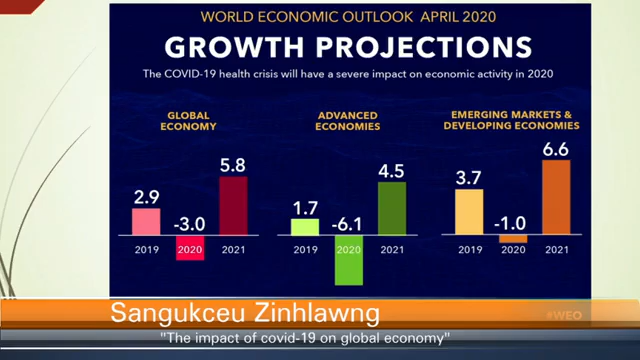 WORLD ECONOMIC OUTLOOK APRIL 2020
GROWTH PROJECTIONS
The COVID-19 health crisis will have a severe impact on economic activity in 2020
GLOBAL
ECONOMY
2.9
-3.0
5.8
2019
2020
2021
ADVANCED
ECONOMIES
1.7
-6.1
4.5
2019
2020
2021
EMERGING MARKETS &
DEVELOPING ECONOMIES
3.7
-1.0
6.6
2019
2020
2021
#WEO
Sangukceu Zinhlawng
"The impact of covid-19 on global economy"